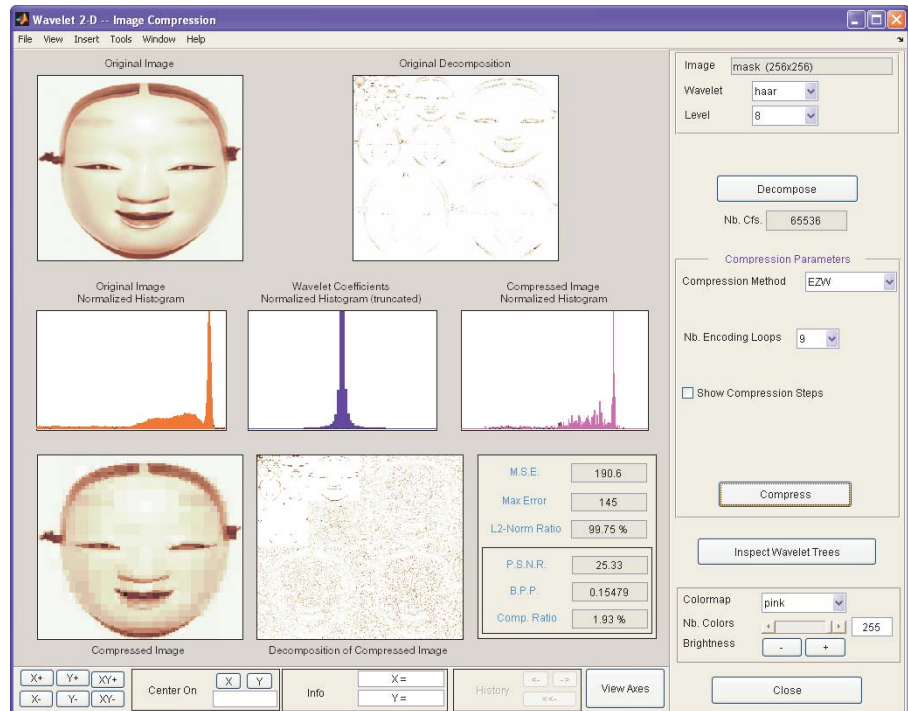 Wavelet 2-D -- Image Compression
File View Insert Tools Window Help
Original Image
Original Decomposition
Original Image
Normalized Histogram
Wavelet Coefficients
Normalized Histogram (truncated)
Compressed Image
Normalized Histogram
M.S.E. 190.6
Max Error 145
L2-Norm Ratio 99.75 %
P.S.N.R. 25.33
B.P.P. 0.15479
Comp. Ratio 1.93 %
Compressed Image
Decomposition of Compressed Image
Image mask (256x256)
Wavelet haar
Level 8
Decompose
Nb. Cfs. 65536
Compression Parameters
Compression Method EZW
Nb. Encoding Loops 9
Show Compression Steps
Compress
Inspect Wavelet Trees
Colormap pink
Nb. Colors 255
Brightness - +
X+ Y+ XY+
X- Y- XY-
Center On X Y
Info X =
Y =
History <- ->
<<-
View Axes
Close